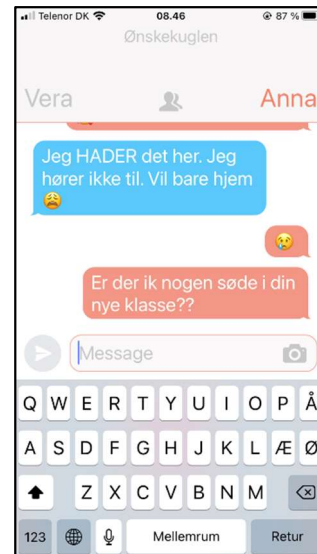 Telenor DK 08.46 87 %
Ønskekuglen
Vera Anna
Jeg HADER det her. Jeg
hører ikke til. Vil bare hjem
😩
😢
Er der ik nogen søde i din
nye klasse??
Message
Q W E R T Y U I O P Å
A S D F G H J K L Æ Ø
Z X C V B N M
123 Mellemrum Retur